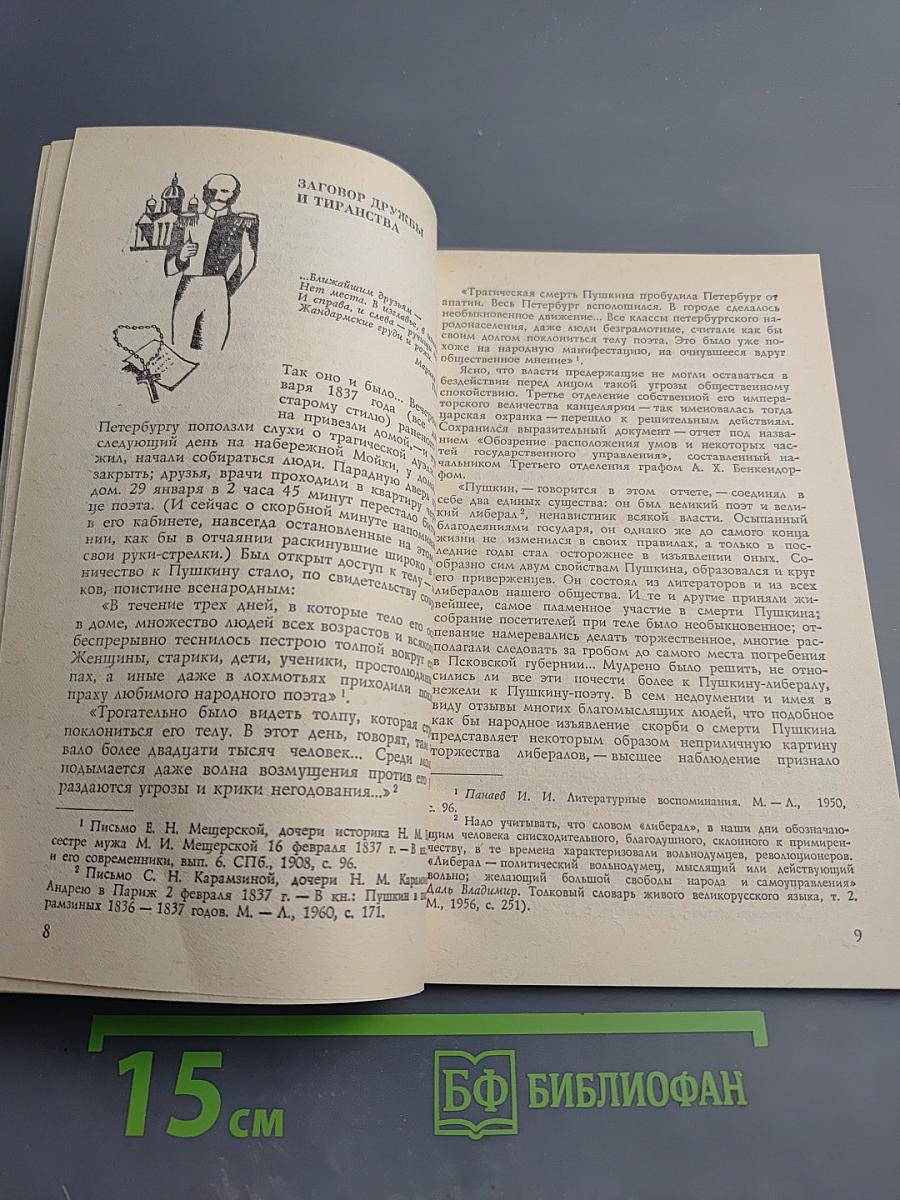 ЗАГОВОР ДРУЖБЫ
И ТИРАНСТВА
...Ближайшим друзьям —
Нет места. В изглавье, в
И справа, и слева — ручищи
Жандармские груди и рожи.
Так оно и было... Вечером
варя 1837 года (все
старому стилю)
на привезли домой,— и
Петербургу поползли слухи о трагической дуэли.
следующий день на набережной Мойки, у дома
жил, начали собираться люди. Парадную дверь
закрыть; друзья, врачи проходили в квартиру
дом. 29 января в 2 часа 45 минут перестало
це поэта. (И сейчас о скорбной минуте
в его кабинете, навсегда остановленные на этом
нии, как бы в отчаянии раскинувшие широко в
свои руки-стрелки.) Был открыт доступ к телу —
ничество к Пушкину стало, по свидетельству
ков, поистине всенародным:
«В течение трех дней, в которые тело его
в доме, множество людей всех возрастов и
беспрерывно теснилось пестрою толпой вокруг
Женщины, старики, дети, ученики,
пах, а иные даже в лохмотьях приходили
праху любимого народного поэта» 1.
«Трогательно было видеть толпу, которая
поклониться его телу. В этот день, говорят, там
вало более двадцати тысяч человек... Среди
подымается даже волна возмущения против его
раздаются угрозы и крики негодования...» 2
1 Письмо Е. Н. Мещерской, дочери историка Н. М.
сестре мужа М. И. Мещерской 16 февраля 1837 г. — В
и его современники, вып. 6. СПб., 1908, с. 96.
2 Письмо С. Н. Карамзиной, дочери Н. М.
Андрею в Париж 2 февраля 1837 г. — В кн.: Пушкин в
рамзиных 1836 — 1837 годов. М. — Л., 1960, с. 171.
8
«Трагическая смерть Пушкина пробудила Петербург от
апатии. Весь Петербург всполошился. В городе сделалось
необыкновенное движение... Все классы петербургского на-
родонаселения, даже люди безграмотные, считали как бы
своим долгом поклониться телу поэта. Это было уже по-
хоже на народную манифестацию, на очнувшееся вдруг
общественное мнение» 1.
Ясно, что власти предержащие не могли оставаться в
бездействии перед лицом такой угрозы общественному
спокойствию. Третье отделение собственной его импера-
торского величества канцелярии — так именовалась тогда
царская охранка — перешло к решительным действиям.
Сохранился выразительный документ — отчет под назва-
нием «Обозрение расположения умов и некоторых час-
тей государственного управления», составленный на-
чальником Третьего отделения графом А. Х. Бенкендор-
фом.
«Пушкин, — говорится в этом отчете, — соединял в
себе два единых существа: он был великий поэт и вели-
кий либерал 2, ненавистник всякой власти. Осыпанный
благодеяниями государя, он однако же до самого конца
жизни не изменился в своих правилах, а только в пос-
ледние годы стал осторожнее в изъявлении оных. Со-
образно сим двум свойствам Пушкина, образовался и круг
его приверженцев. Он состоял из литераторов и из всех
либералов нашего общества. И те и другие приняли жи-
вейшее, самое пламенное участие в смерти Пушкина;
собрание посетителей при теле было необыкновенное; от-
певание намеревались делать торжественное, многие рас-
полагали следовать за гробом до самого места погребения
в Псковской губернии... Мудрено было решить, не отно-
сились ли все эти почести более к Пушкину-либералу,
нежели к Пушкину-поэту. В сем недоумении и имея в
виду отзывы многих благомыслящих людей, что подобное
как бы народное изъявление скорби о смерти Пушкина
представляет некоторым образом неприличную картину
торжества либералов, — высшее наблюдение признало
1 Панаев И. И. Литературные воспоминания. М. — Л., 1950,
с. 96.
2 Надо учитывать, что словом «либерал», в наши дни обозначаю-
щим человека снисходительного, благодушного, склонного к примирен-
честву, в те времена характеризовали вольнодумцев, революционеров.
«Либерал — политический вольнодумец, мыслящий или действующий
вольно; желающий большой свободы народа и самоуправления»
Даль Владимир. Толковый словарь живого великорусского языка, т. 2.
М., 1956, с. 251).
9
15 см
БФ БИБЛИОФАН